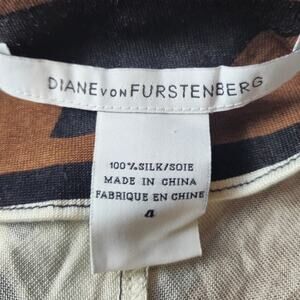 DIANE VON FURSTENBERG
100% SILK/SOIE
MADE IN CHINA
FABRIQUE EN CHINE
4